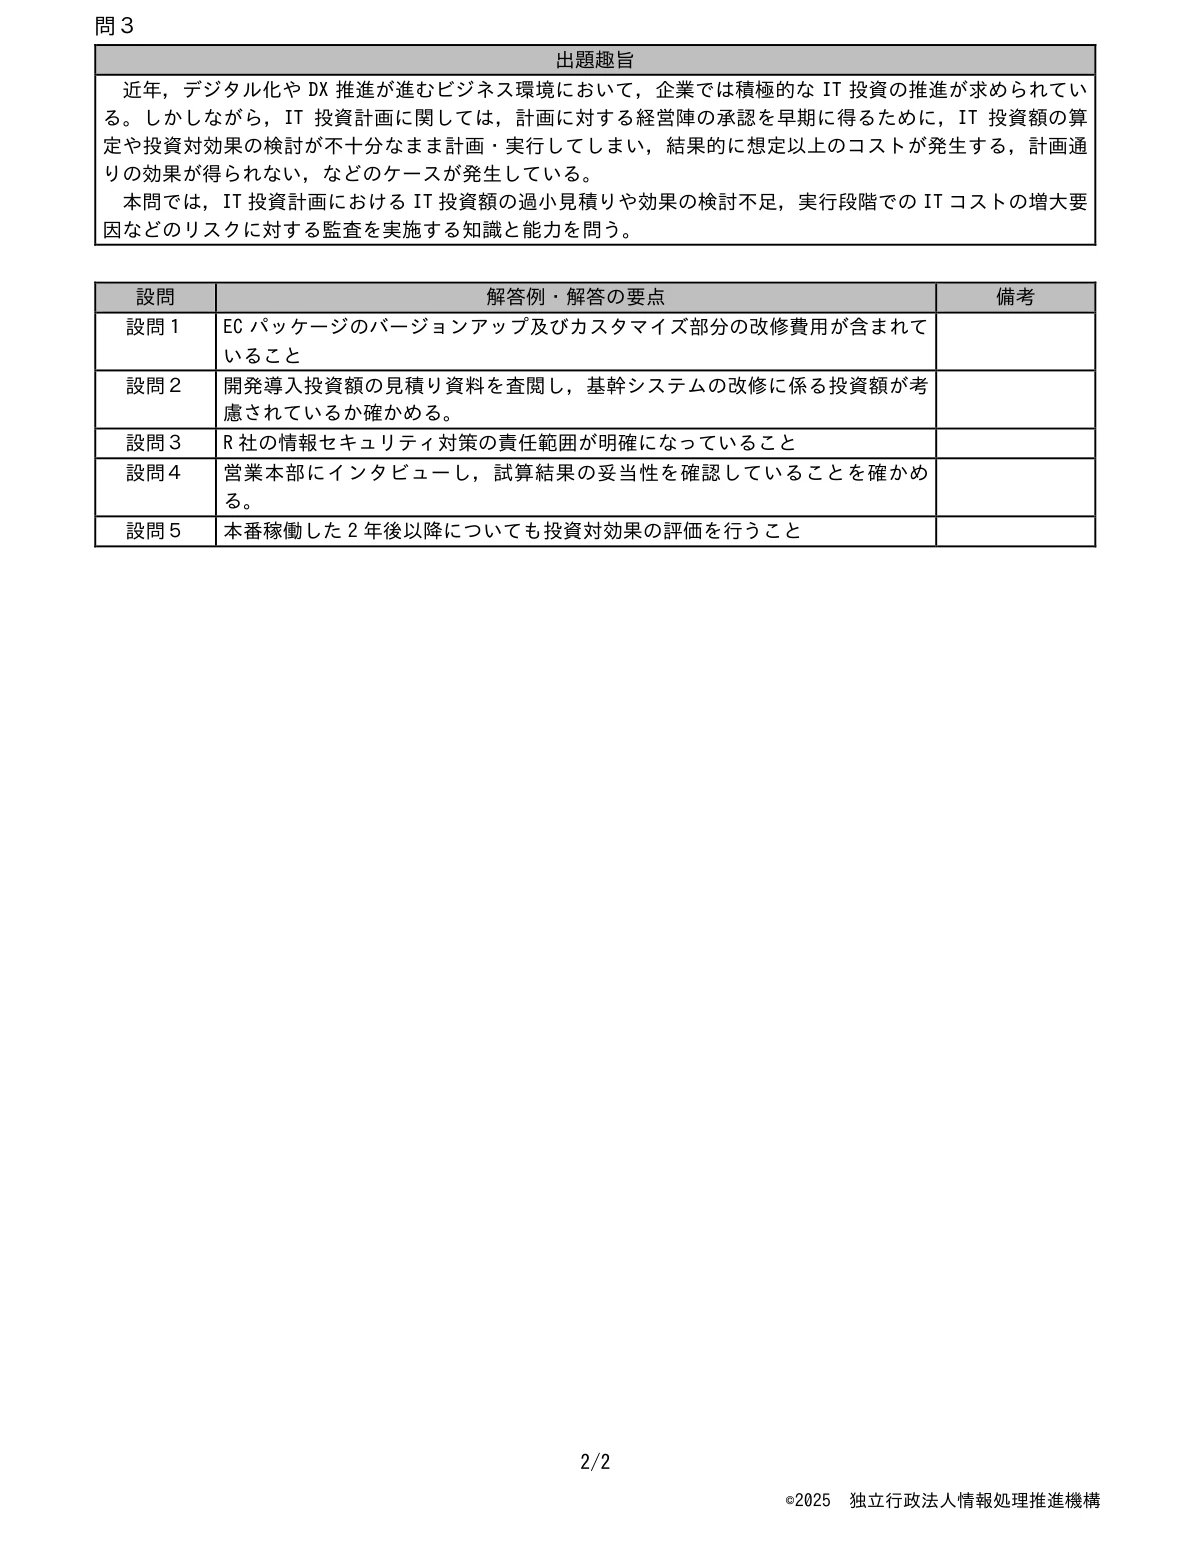 問３
出題趣旨
　近年，デジタル化や DX 推進が進むビジネス環境において，企業では積極的な IT 投資の推進が求められてい
る。しかしながら，IT 投資計画に関しては，計画に対する経営陣の承認を早期に得るために，IT 投資額の算
定や投資対効果の検討が不十分なまま計画・実行してしまい，結果的に想定以上のコストが発生する，計画通
りの効果が得られない，などのケースが発生している。
　本問では，IT 投資計画における IT 投資額の過小見積りや効果の検討不足，実行段階での IT コストの増大要
因などのリスクに対する監査を実施する知識と能力を問う。
設問 解答例・解答の要点 備考
設問１ EC パッケージのバージョンアップ及びカスタマイズ部分の改修費用が含まれて
いること
設問２ 開発導入投資額の見積り資料を査閲し，基幹システムの改修に係る投資額が考
慮されているか確かめる。
設問３ R 社の情報セキュリティ対策の責任範囲が明確になっていること
設問４ 営業本部にインタビューし，試算結果の妥当性を確認していることを確かめ
る。
設問５ 本番稼働した 2 年後以降についても投資対効果の評価を行うこと
2/2
©2025　独立行政法人情報処理推進機構